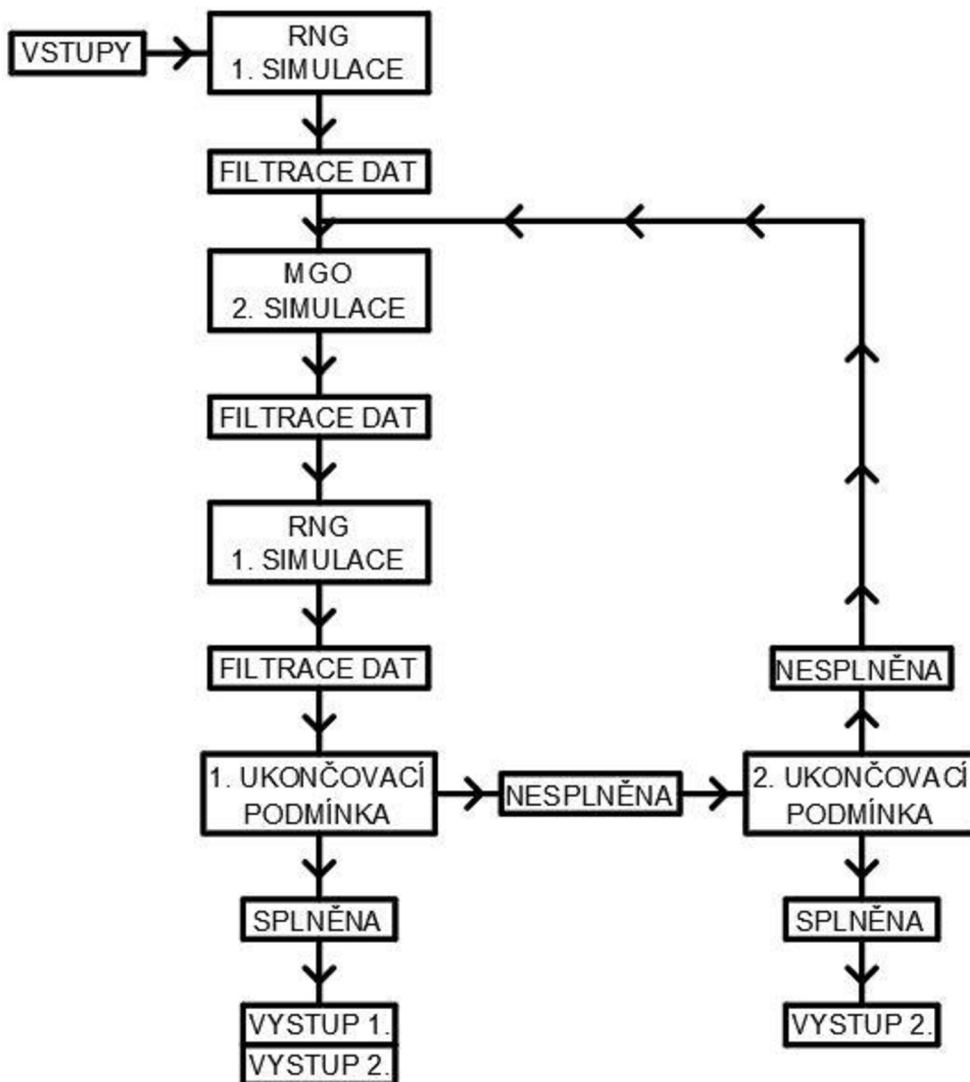 VSTUPY
RNG
1. SIMULACE
FILTRACE DAT
MGO
2. SIMULACE
FILTRACE DAT
RNG
1. SIMULACE
FILTRACE DAT
1. UKONČOVACÍ
PODMÍNKA
NESPLNĚNA
2. UKONČOVACÍ
PODMÍNKA
NESPLNĚNA
SPLNĚNA
VYSTUP 1.
VYSTUP 2.
SPLNĚNA
VYSTUP 2.